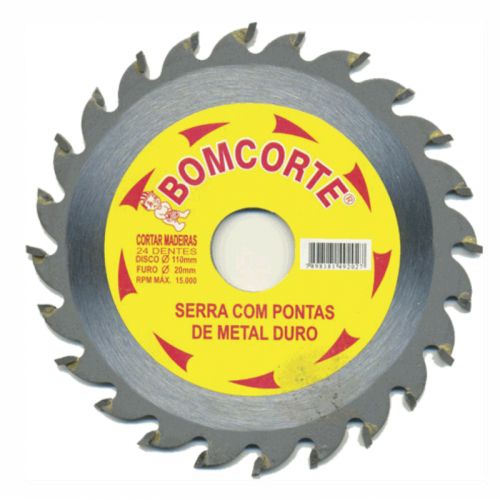 BOMCORTE®
CORTAR MADEIRAS
24 DENTES
DISCO Ø 110mm
FURO Ø 20mm
RPM MÁX. 15.000
7898381492027
SERRA COM PONTAS
DE METAL DURO